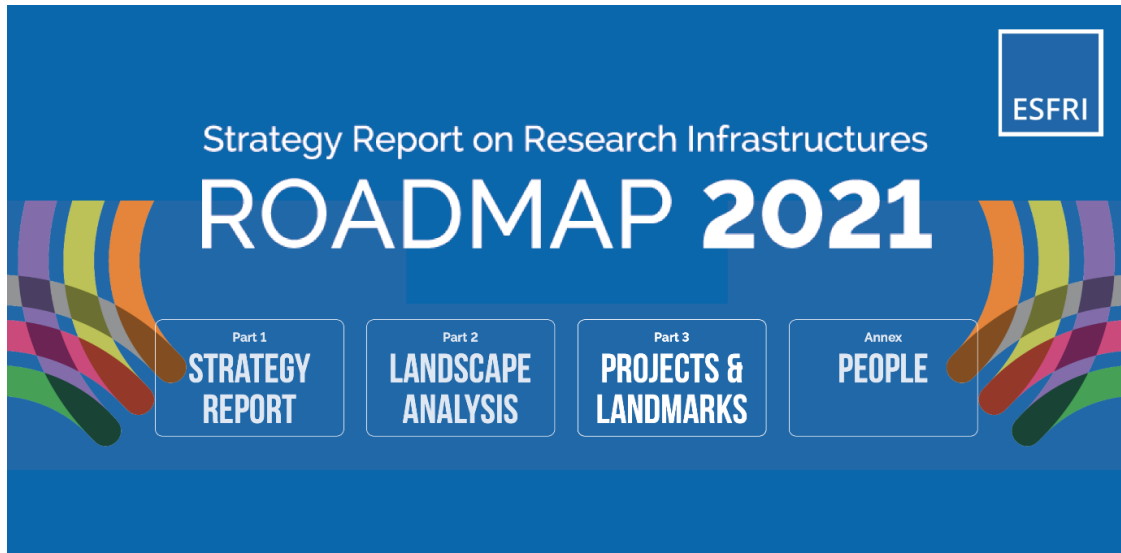 ESFRI
Strategy Report on Research Infrastructures
ROADMAP 2021
Part 1
STRATEGY
REPORT
Part 2
LANDSCAPE
ANALYSIS
Part 3
PROJECTS &
LANDMARKS
Annex
PEOPLE